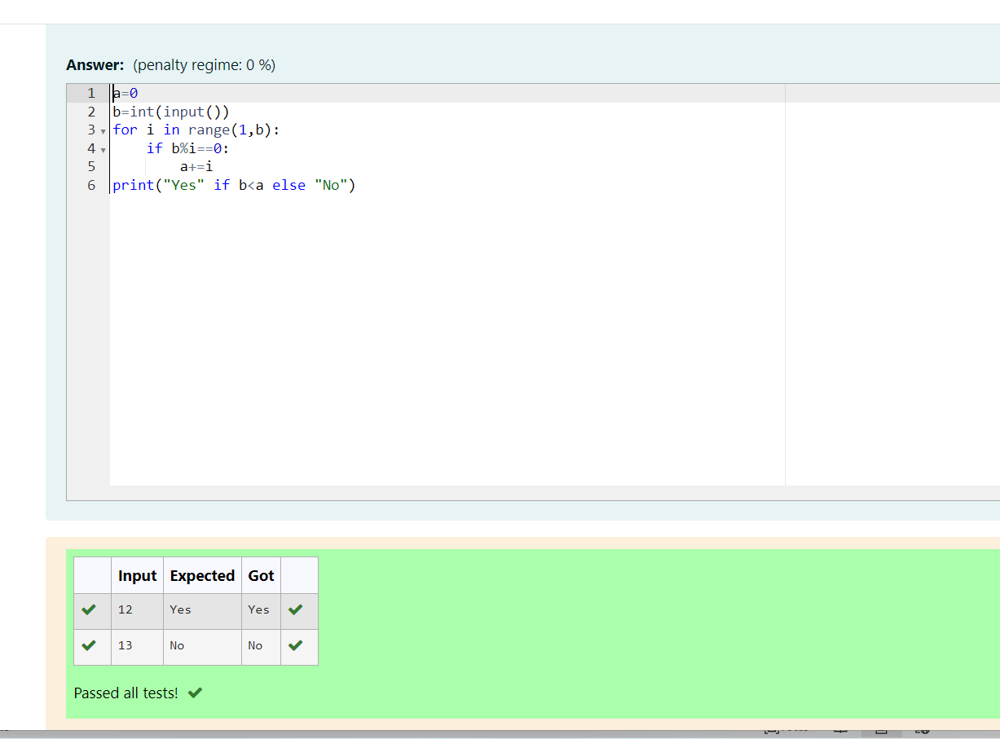 Answer: (penalty regime: 0 %)
1 a=0
2 b=int(input())
3 for i in range(1,b):
4     if b%i==0:
5         a+=i
6 print("Yes" if b<a else "No")
Input Expected Got
12 Yes Yes
13 No No
Passed all tests!